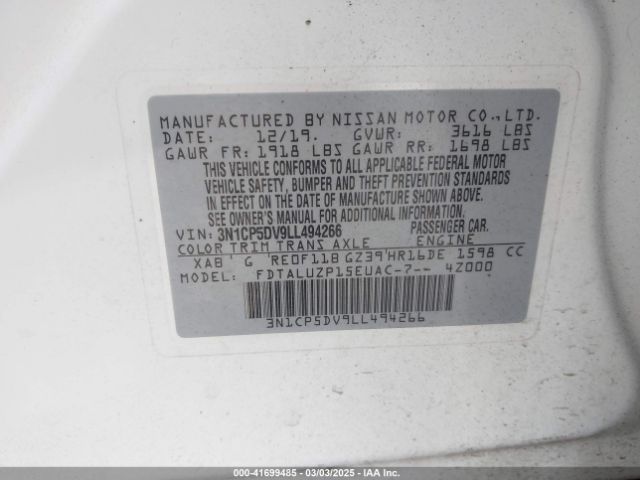 MANUFACTURED BY NISSAN MOTOR CO.,LTD.
DATE: 12/19. GVWR: 3616 LBS
GAWR FR: 1918 LBS GAWR RR: 1698 LBS
THIS VEHICLE CONFORMS TO ALL APPLICABLE FEDERAL MOTOR
VEHICLE SAFETY, BUMPER AND THEFT PREVENTION STANDARDS
IN EFFECT ON THE DATE OF MANUFACTURE SHOWN ABOVE.
SEE OWNER'S MANUAL FOR ADDITIONAL INFORMATION.
VIN: 3N1CP5DV9LL494266 PASSENGER CAR.
COLOR TRIM TRANS AXLE ENGINE
XAB G RE0F11B GZ39 HR16DE 1598 CC
MODEL: FDTALUZP15EUAC-7-- 4Z000
3N1CP5DV9LL494266
000-41699485 - 03/03/2025 - IAA Inc.